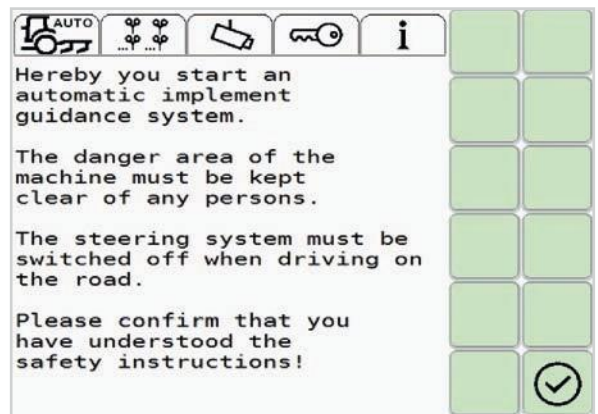 AUTO
i
Hereby you start an
automatic implement
guidance system.
The danger area of the
machine must be kept
clear of any persons.
The steering system must be
switched off when driving on
the road.
Please confirm that you
have understood the
safety instructions!